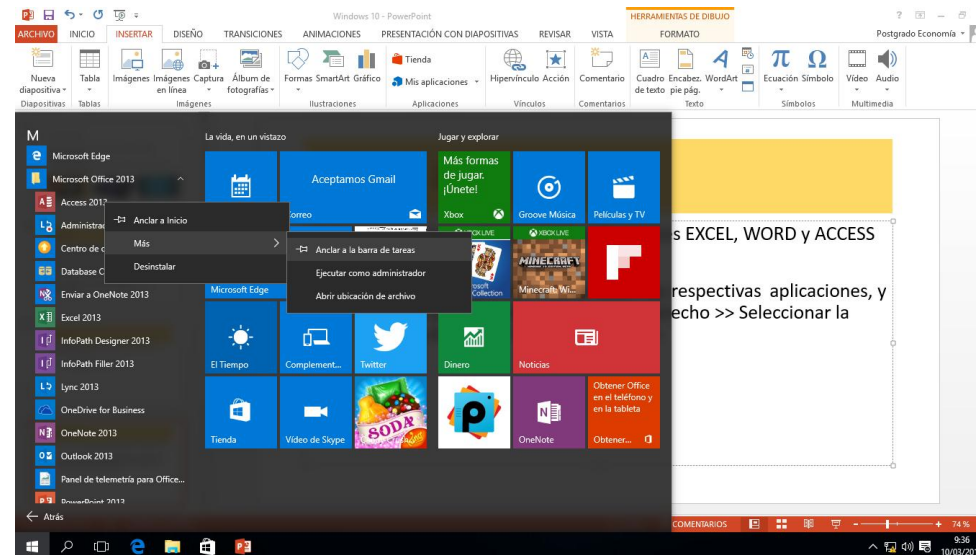 Windows 10 - PowerPoint
HERRAMIENTAS DE DIBUJO
ARCHIVO INICIO INSERTAR DISEÑO TRANSICIONES ANIMACIONES PRESENTACIÓN CON DIAPOSITIVAS REVISAR VISTA FORMATO
Postgrado Economía
Nueva diapositiva
Tabla
Imágenes
Imágenes en línea
Captura
Álbum de fotografías
Formas
SmartArt
Gráfico
Tienda
Mis aplicaciones
Hipervínculo
Acción
Comentario
Cuadro de texto
Encabez. pie pág.
WordArt
Ecuación
Símbolo
Vídeo
Audio
Diapositivas Tablas Imágenes Ilustraciones Aplicaciones Vínculos Comentarios Texto Símbolos Multimedia
M
Microsoft Edge
Microsoft Office 2013
Access 2013
Centro de
Database
Enviar a OneNote 2013
Excel 2013
InfoPath Designer 2013
InfoPath Filler 2013
Lync 2013
OneDrive for Business
OneNote 2013
Outlook 2013
Panel de telemetría para Office...
PowerPoint 2013
Atrás
Anclar a Inicio
Más
Desinstalar
Anclar a la barra de tareas
Ejecutar como administrador
Abrir ubicación de archivo
La vida, en un vistazo
Aceptamos Gmail
Correo
Microsoft Edge
El Tiempo
Complement...
Twitter
Tienda
Vídeo de Skype
SODA
Jugar y explorar
Más formas
de jugar.
¡Únete!
Xbox
Groove Música
Películas y TV
XBOX LIVE
Collection
MINECRAFT
Minecraft: Wi...
Dinero
Noticias
OneNote
Obtener Office
en el teléfono y
en la tableta
Obtener...
s EXCEL, WORD y ACCESS
respectivas aplicaciones, y
echo >> Seleccionar la
COMENTARIOS
74 %
9:36
10/03/20